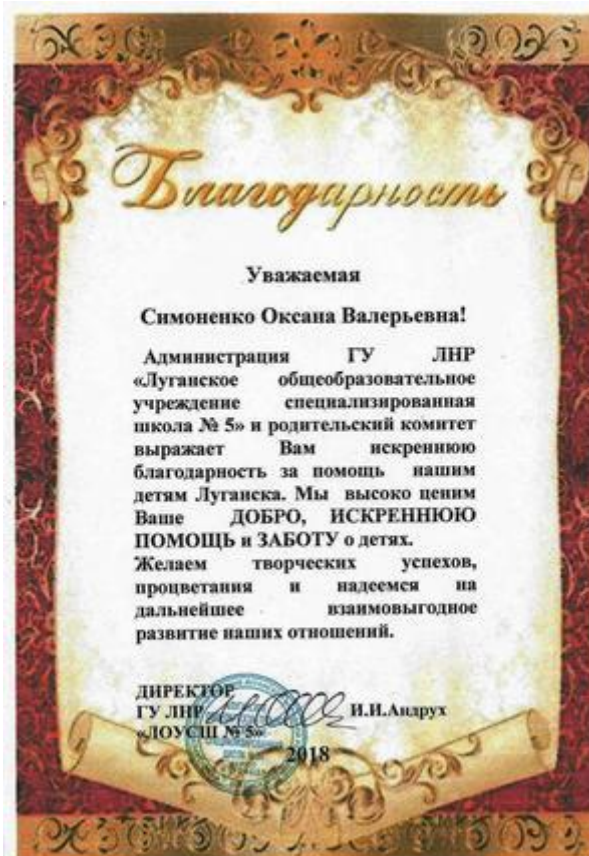 Благодарность
Уважаемая
Симоненко Оксана Валерьевна!
Администрация ГУ ЛНР
«Луганское общеобразовательное
учреждение специализированная
школа № 5» и родительский комитет
выражает Вам искреннюю
благодарность за помощь нашим
детям Луганска. Мы высоко ценим
Ваше ДОБРО, ИСКРЕННЮЮ
ПОМОЩЬ и ЗАБОТУ о детях.
Желаем творческих успехов,
процветания и надеемся на
дальнейшее взаимовыгодное
развитие наших отношений.
ДИРЕКТОР
ГУ ЛНР И.И.Андрух
«ЛОУСШ № 5»
2018